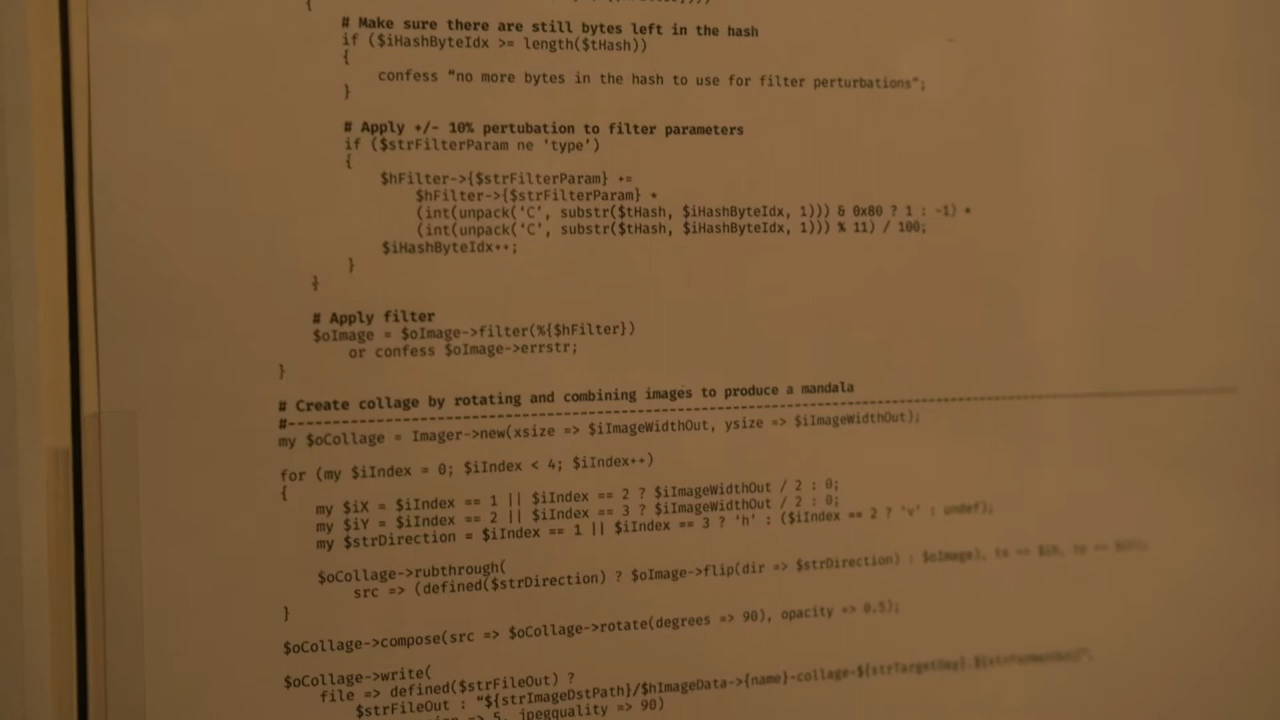 {
# Make sure there are still bytes left in the hash
if ($iHashByteIdx >= length($tHash))
{
confess "no more bytes in the hash to use for filter perturbations";
}
# Apply +/- 10% pertubation to filter parameters
if ($strFilterParam ne 'type')
{
$hFilter->{$strFilterParam} +=
$hFilter->{$strFilterParam} *
(int(unpack('C', substr($tHash, $iHashByteIdx, 1))) & 0x80 ? 1 : -1) *
(int(unpack('C', substr($tHash, $iHashByteIdx, 1))) % 11) / 100;
$iHashByteIdx++;
}
}
# Apply filter
$oImage = $oImage->filter(%{$hFilter})
or confess $oImage->errstr;
}
# Create collage by rotating and combining images to produce a mandala
#-----------------------------------------------------------------------
my $oCollage = Imager->new(xsize => $iImageWidthOut, ysize => $iImageWidthOut);
for (my $iIndex = 0; $iIndex < 4; $iIndex++)
{
my $iX = $iIndex == 1 || $iIndex == 2 ? $iImageWidthOut / 2 : 0;
my $iY = $iIndex == 2 || $iIndex == 3 ? $iImageWidthOut / 2 : 0;
my $strDirection = $iIndex == 1 || $iIndex == 3 ? 'h' : ($iIndex == 2 ? 'v' : undef);
$oCollage->rubthrough(
src => (defined($strDirection) ? $oImage->flip(dir => $strDirection) : $oImage),
}
$oCollage->compose(src => $oCollage->rotate(degrees => 90), opacity => 0.5);
$oCollage->write(
file => defined($strFileOut) ?
$strFileOut : "${strImageDstPath}/$hImageData->{name}-collage-${strTargetDay}.
=> 5, jpegquality => 90)